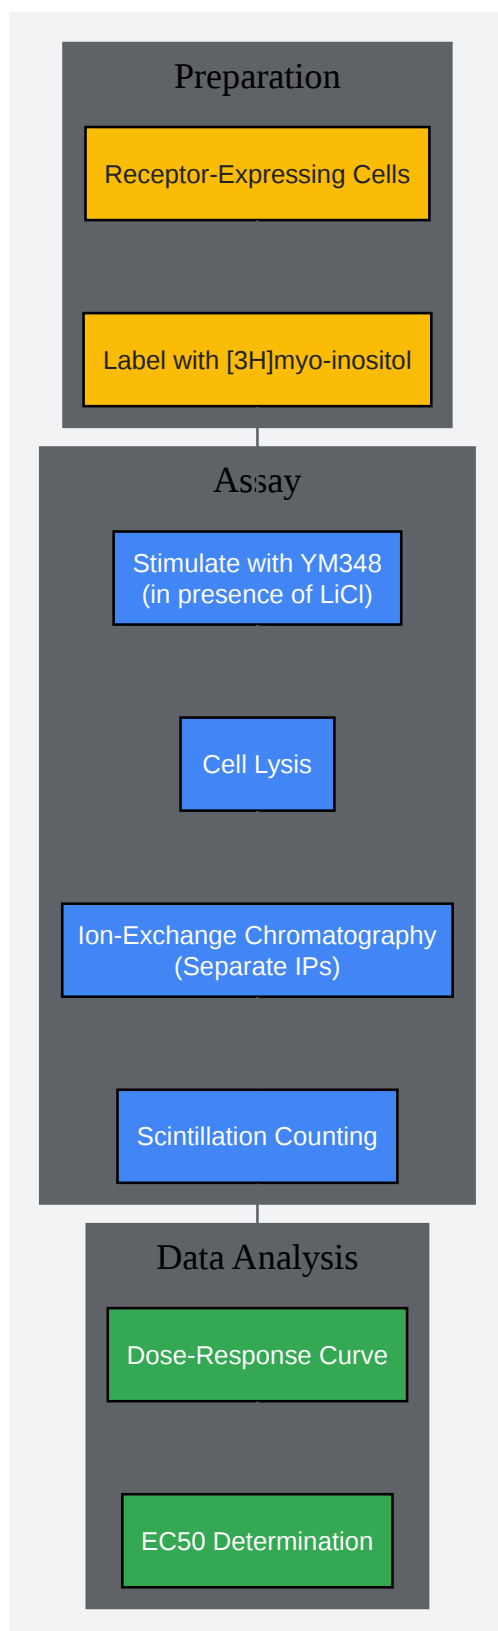 Preparation
Receptor-Expressing Cells
Label with [3H]myo-inositol
Assay
Stimulate with YM348
(in presence of LiCl)
Cell Lysis
Ion-Exchange Chromatography
(Separate IPs)
Scintillation Counting
Data Analysis
Dose-Response Curve
EC50 Determination